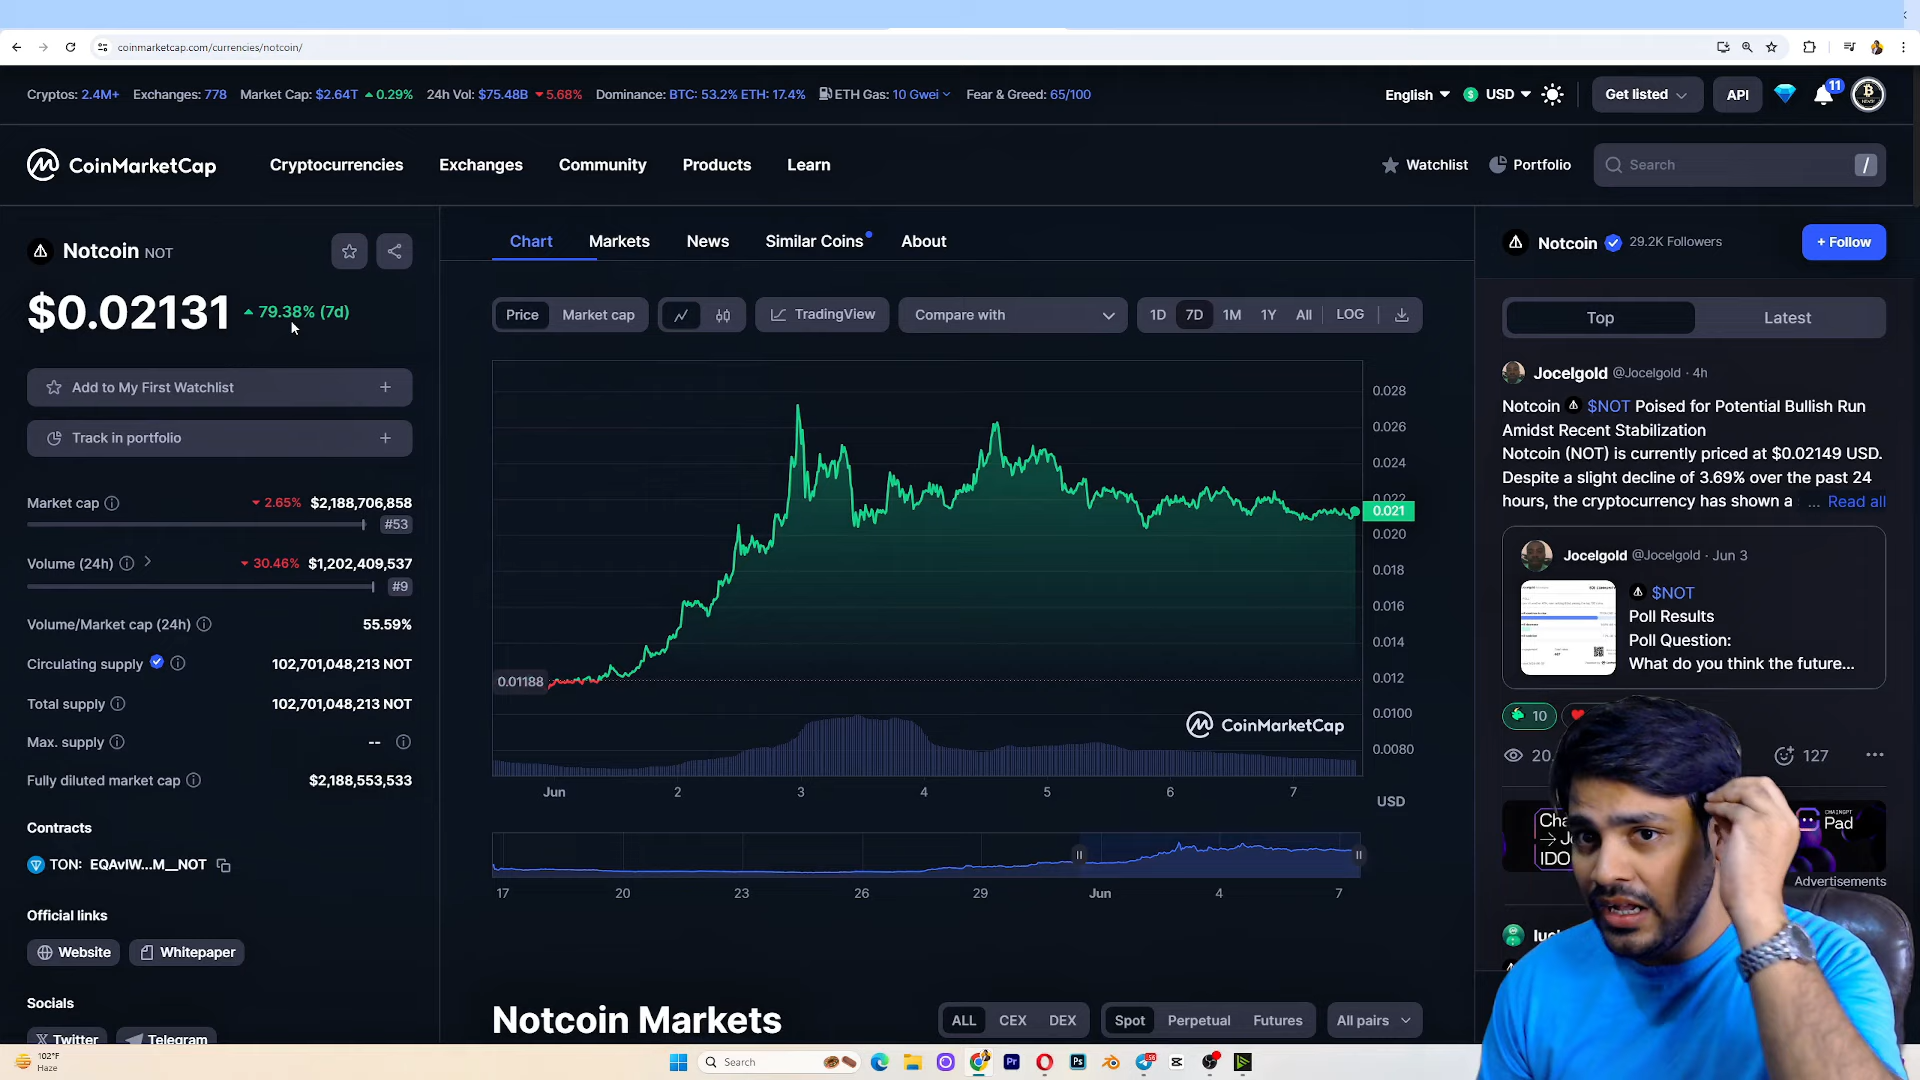 coinmarketcap.com/currencies/notcoin/
Cryptos: 2.4M+ Exchanges: 778 Market Cap: $2.64T 0.29% 24h Vol: $75.48B 5.68% Dominance: BTC: 53.2% ETH: 17.4% ETH Gas: 10 Gwei Fear & Greed: 65/100
English USD Get listed API 11
CoinMarketCap Cryptocurrencies Exchanges Community Products Learn Watchlist Portfolio Search /
Notcoin NOT
$0.02131 79.38% (7d)
Add to My First Watchlist +
Track in portfolio +
Market cap 2.65% $2,188,706,858
#53
Volume (24h) 30.46% $1,202,409,537
#9
Volume/Market cap (24h) 55.59%
Circulating supply 102,701,048,213 NOT
Total supply 102,701,048,213 NOT
Max. supply --
Fully diluted market cap $2,188,553,533
Contracts
TON: EQAvlW...M__NOT
Official links
Website Whitepaper
Socials
Twitter Telegram
Chart Markets News Similar Coins About
Price Market cap TradingView Compare with 1D 7D 1M 1Y All LOG
0.028
0.026
0.024
0.022
0.021
0.020
0.018
0.016
0.014
0.01188
0.012
0.0100
CoinMarketCap
0.0080
Jun 2 3 4 5 6 7
USD
17 20 23 26 29 Jun 4 7
Notcoin Markets ALL CEX DEX Spot Perpetual Futures All pairs
Notcoin 29.2K Followers + Follow
Top Latest
Jocelgold @Jocelgold · 4h
Notcoin $NOT Poised for Potential Bullish Run
Amidst Recent Stabilization
Notcoin (NOT) is currently priced at $0.02149 USD.
Despite a slight decline of 3.69% over the past 24
hours, the cryptocurrency has shown a ... Read all
Jocelgold @Jocelgold · Jun 3
$NOT
Poll Results
Poll Question:
What do you think the future...
10
20. 127
Pad
IDO
Advertisements
102°F
Haze
Search